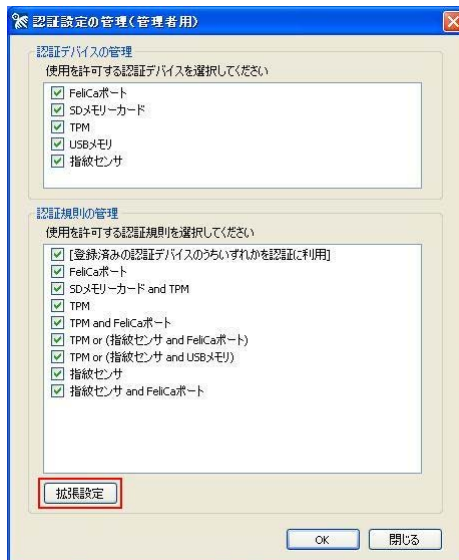 認証設定の管理(管理者用)
認証デバイスの管理
使用を許可する認証デバイスを選択してください
FeliCaポート
SDメモリーカード
TPM
USBメモリ
指紋センサ
認証規則の管理
使用を許可する認証規則を選択してください
[登録済みの認証デバイスのうちいずれかを認証に利用]
FeliCaポート
SDメモリーカード and TPM
TPM
TPM and FeliCaポート
TPM or (指紋センサ and FeliCaポート)
TPM or (指紋センサ and USBメモリ)
指紋センサ
指紋センサ and FeliCaポート
拡張設定
OK 閉じる